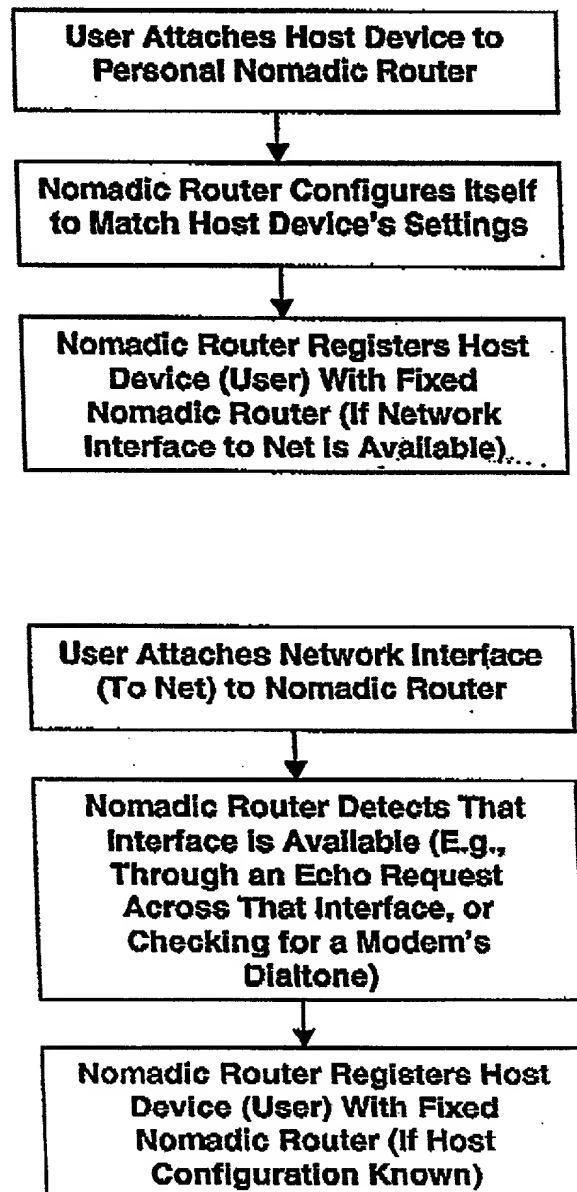 User Attaches Host Device to
Personal Nomadic Router
Nomadic Router Configures Itself
to Match Host Device's Settings
Nomadic Router Registers Host
Device (User) With Fixed
Nomadic Router (If Network
Interface to Net is Available)
User Attaches Network Interface
(To Net) to Nomadic Router
Nomadic Router Detects That
Interface is Available (E.g.,
Through an Echo Request
Across That Interface, or
Checking for a Modem's
Dialtone)
Nomadic Router Registers Host
Device (User) With Fixed
Nomadic Router (If Host
Configuration Known)